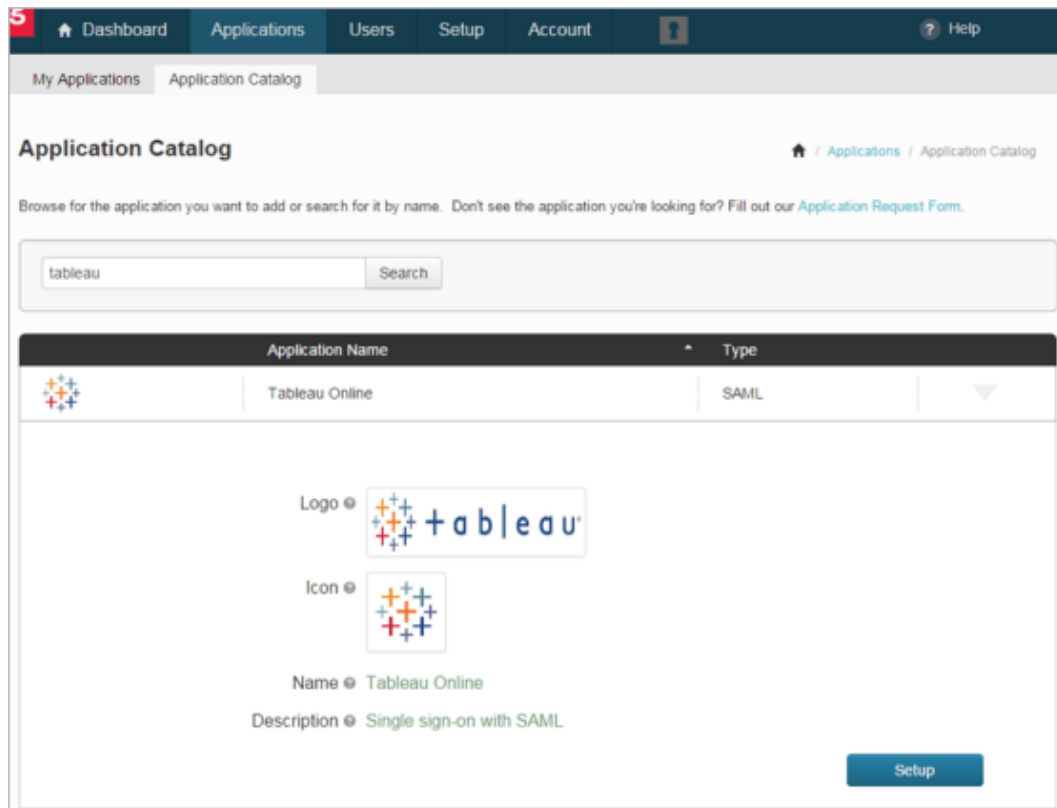 5
Dashboard Applications Users Setup Account ? Help
My Applications Application Catalog
Application Catalog
/ Applications / Application Catalog
Browse for the application you want to add or search for it by name. Don't see the application you're looking for? Fill out our Application Request Form.
tableau Search
Application Name Type
Tableau Online SAML
Logo ?
+ a b l e a u
Icon ?
Name ? Tableau Online
Description ? Single sign-on with SAML
Setup